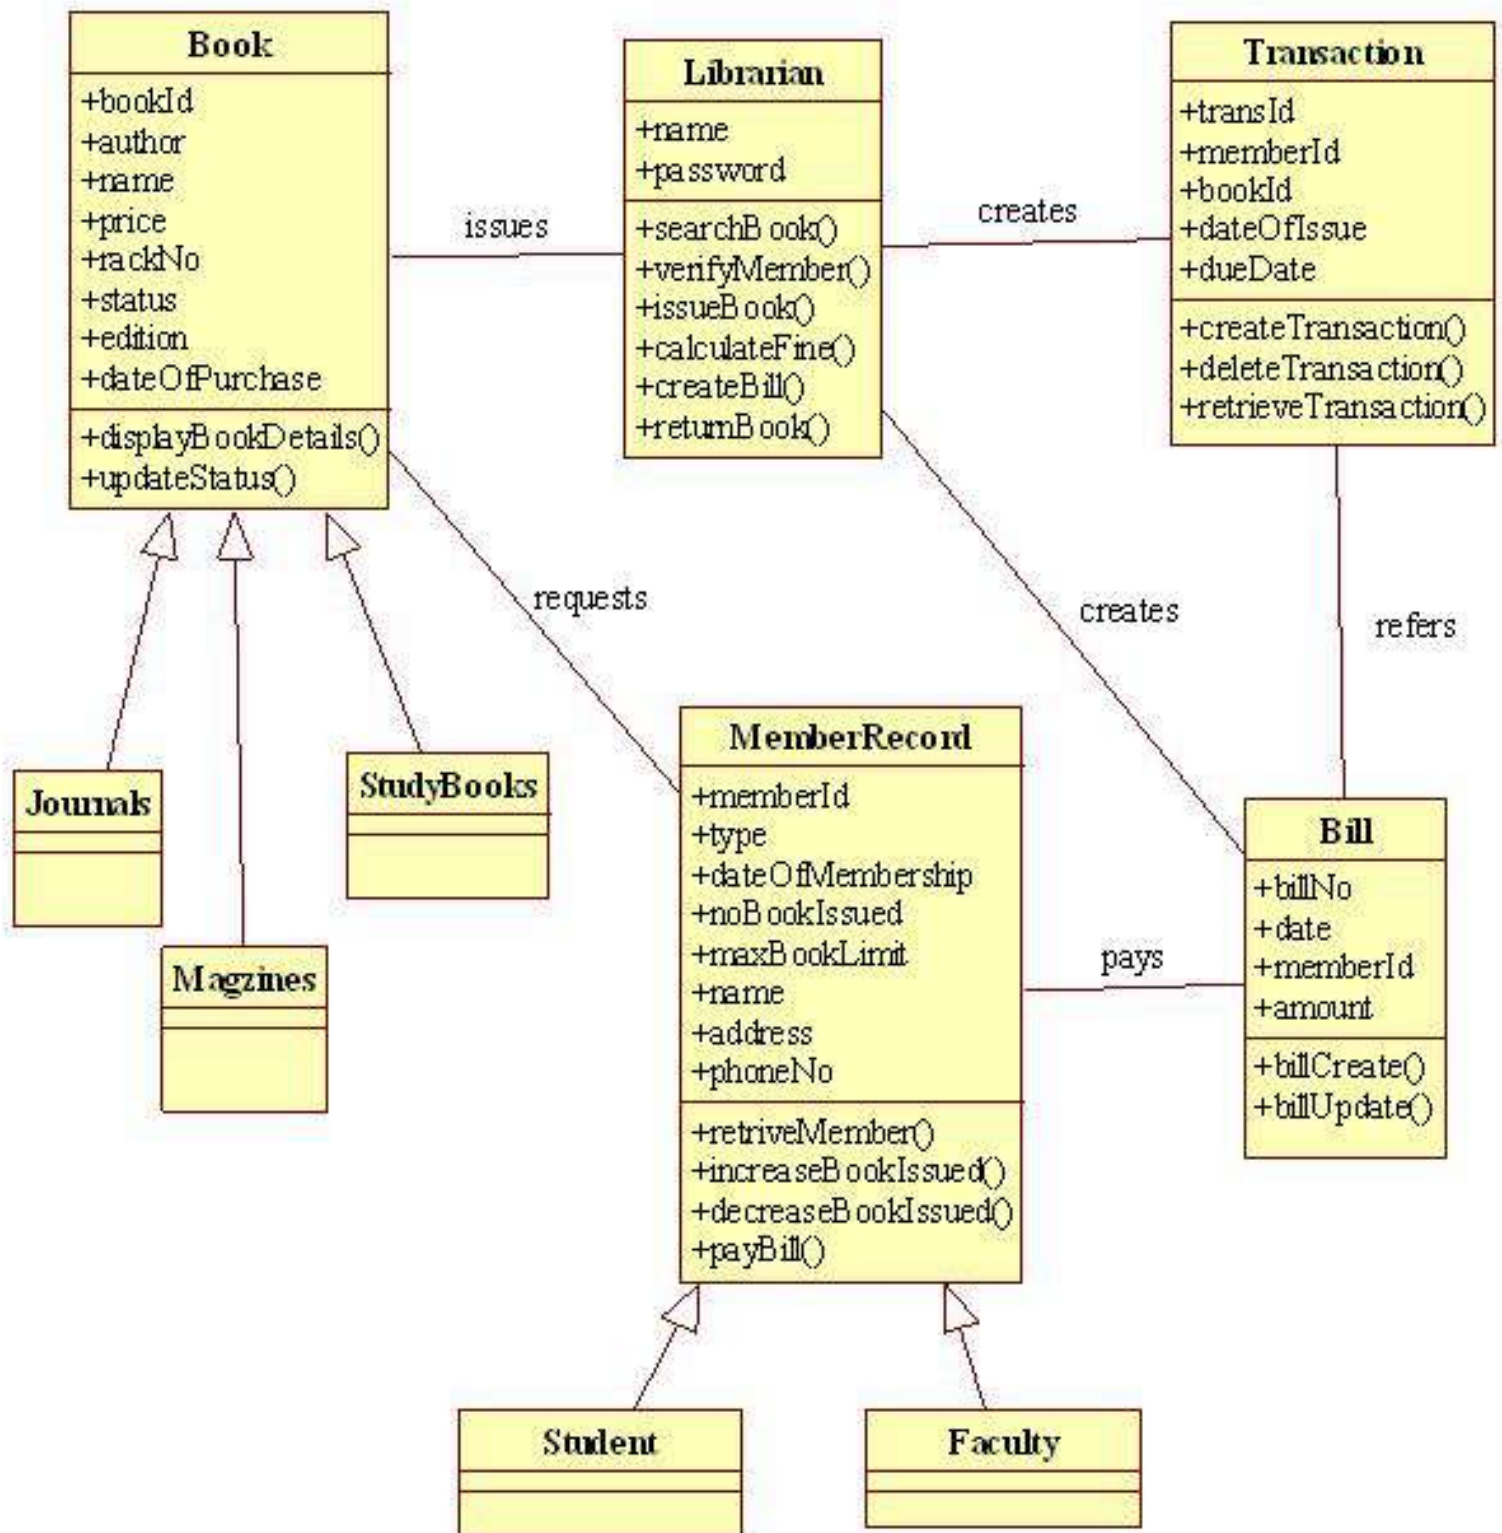 Book
+bookId
+author
+name
+price
+rackNo
+status
+edition
+dateOfPurchase
+displayBookDetails()
+updateStatus()
issues
Librarian
+name
+password
+searchBook()
+verifyMember()
+issueBook()
+calculateFine()
+createBill()
+returnBook()
creates
Transaction
+transId
+memberId
+bookId
+dateOfIssue
+dueDate
+createTransaction()
+deleteTransaction()
+retrieveTransaction()
requests
creates
refers
Journals
StudyBooks
Magzines
MemberRecord
+memberId
+type
+dateOfMembership
+noBookIssued
+maxBookLimit
+name
+address
+phoneNo
+retriveMember()
+increaseBookIssued()
+decreaseBookIssued()
+payBill()
pays
Bill
+billNo
+date
+memberId
+amount
+billCreate()
+billUpdate()
Student
Faculty